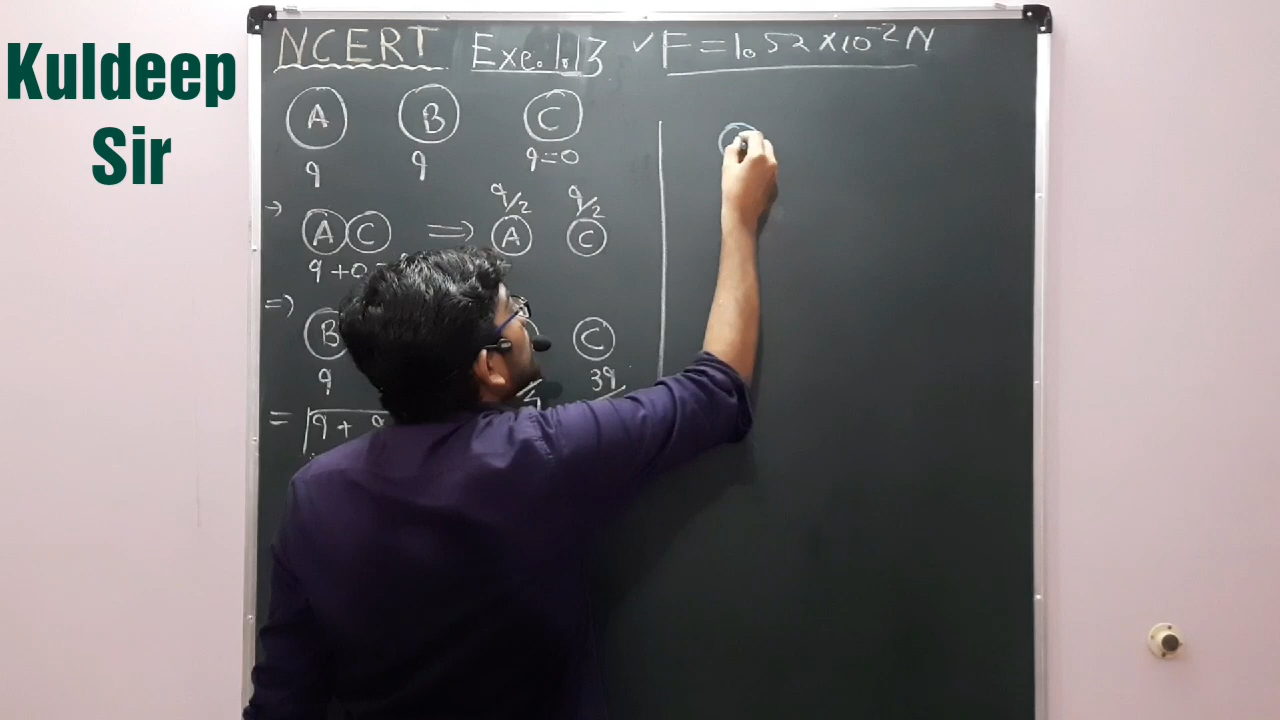 Kuldeep
Sir
NCERT Exe. 1.13 ✓ F = 1.52 × 10⁻² N
A B C
q q q=0
q/2 q/2
→ A C ⇒ A C
q + 0
⇒ B C
q 3q
= q + q